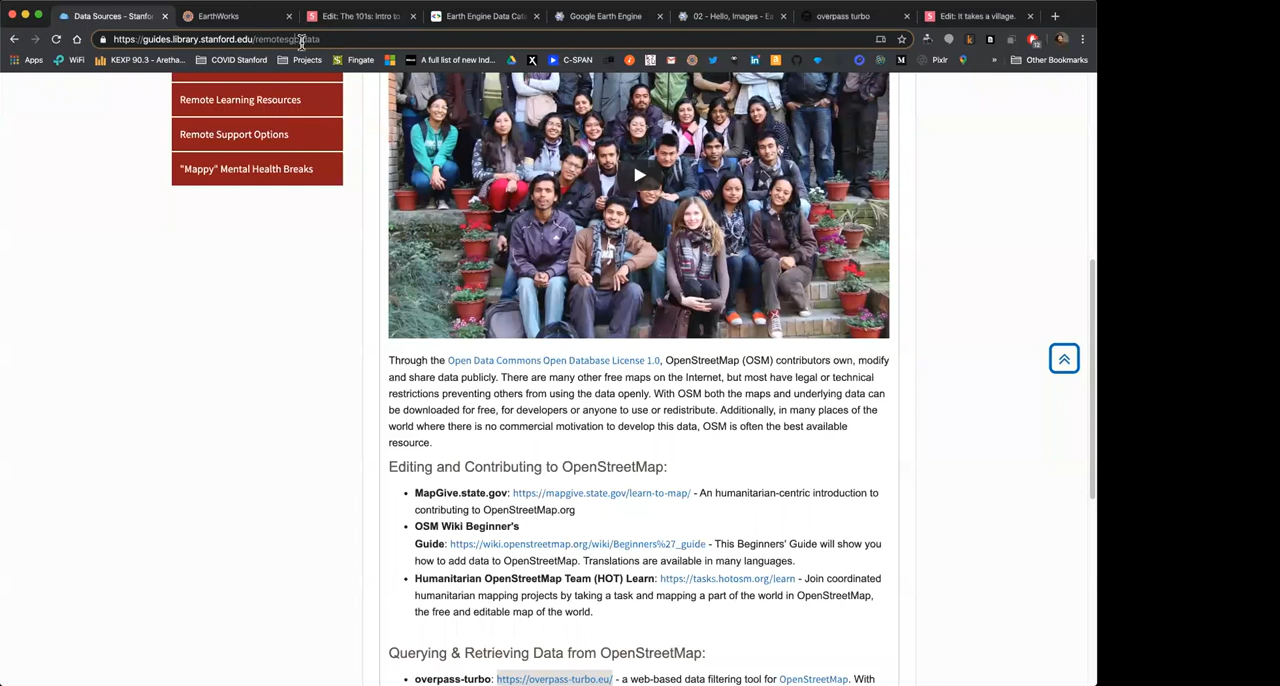 Data Sources - Stanfor
EarthWorks
Edit: The 101s: Intro to
Earth Engine Data Cat
Google Earth Engine
02 - Hello, Images - Ea
overpass turbo
Edit: It takes a village.
https://guides.library.stanford.edu/remotesgc/data
Apps
WiFi
KEXP 90.3 - Aretha...
COVID Stanford
Projects
Fingate
A full list of new Ind...
C-SPAN
Pixlr
»
Other Bookmarks
Remote Learning Resources
Remote Support Options
"Mappy" Mental Health Breaks
Through the Open Data Commons Open Database License 1.0, OpenStreetMap (OSM) contributors own, modify
and share data publicly. There are many other free maps on the Internet, but most have legal or technical
restrictions preventing others from using the data openly. With OSM both the maps and underlying data can
be downloaded for free, for developers or anyone to use or redistribute. Additionally, in many places of the
world where there is no commercial motivation to develop this data, OSM is often the best available
resource.
Editing and Contributing to OpenStreetMap:
• MapGive.state.gov: https://mapgive.state.gov/learn-to-map/ - An humanitarian-centric introduction to
contributing to OpenStreetMap.org
• OSM Wiki Beginner's
Guide: https://wiki.openstreetmap.org/wiki/Beginners%27_guide - This Beginners' Guide will show you
how to add data to OpenStreetMap. Translations are available in many languages.
• Humanitarian OpenStreetMap Team (HOT) Learn: https://tasks.hotosm.org/learn - Join coordinated
humanitarian mapping projects by taking a task and mapping a part of the world in OpenStreetMap,
the free and editable map of the world.
Querying & Retrieving Data from OpenStreetMap:
• overpass-turbo: https://overpass-turbo.eu/ - a web-based data filtering tool for OpenStreetMap. With